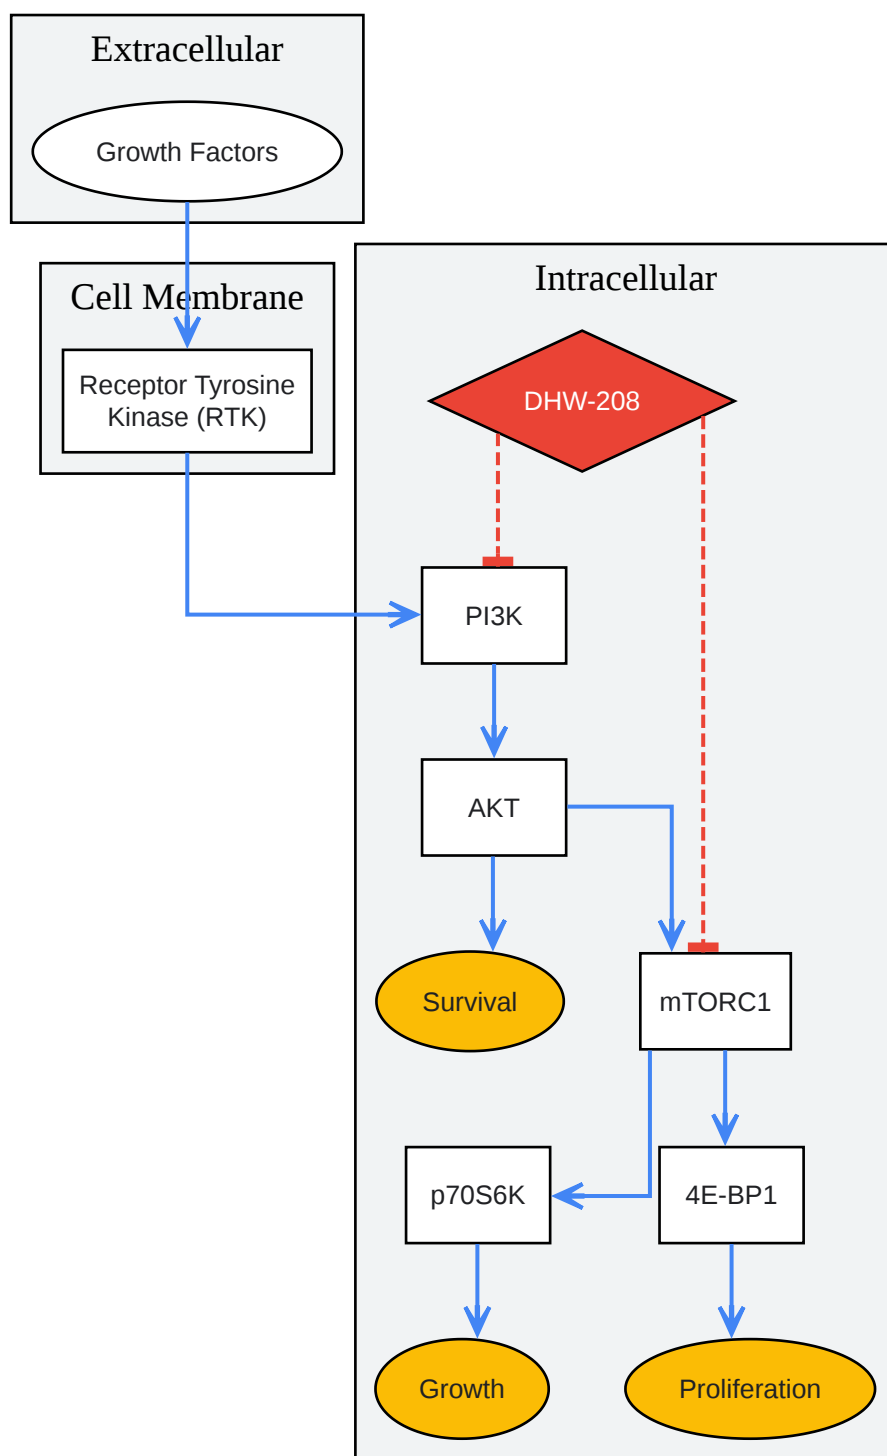 Extracellular
Growth Factors
Cell Membrane
Receptor Tyrosine
Kinase (RTK)
Intracellular
DHW-208
PI3K
AKT
Survival
mTORC1
p70S6K
4E-BP1
Growth
Proliferation